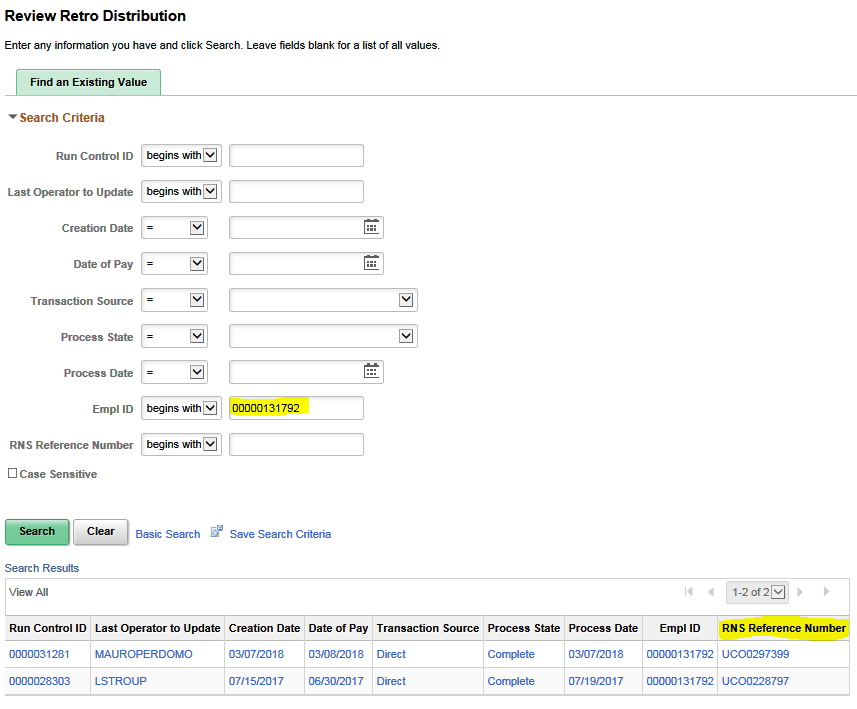 Review Retro Distribution
Enter any information you have and click Search. Leave fields blank for a list of all values.
Find an Existing Value
Search Criteria
Run Control ID begins with
Last Operator to Update begins with
Creation Date =
Date of Pay =
Transaction Source =
Process State =
Process Date =
Empl ID begins with 00000131792
RNS Reference Number begins with
Case Sensitive
Search Clear Basic Search Save Search Criteria
Search Results
View All 1-2 of 2
Run Control ID Last Operator to Update Creation Date Date of Pay Transaction Source Process State Process Date Empl ID RNS Reference Number
0000031281 MAUROPERDOMO 03/07/2018 03/08/2018 Direct Complete 03/07/2018 00000131792 UCO0297399
0000028303 LSTROUP 07/15/2017 06/30/2017 Direct Complete 07/19/2017 00000131792 UCO0228797